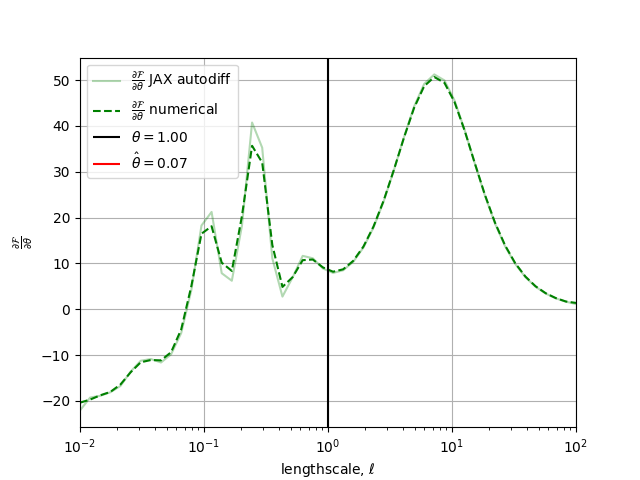 ∂ℱ/∂θ JAX autodiff
∂ℱ/∂θ numerical
θ = 1.00
θ̂ = 0.07
50
40
30
20
10
0
−10
−20
∂ℱ/∂θ
10⁻² 10⁻¹ 10⁰ 10¹ 10²
lengthscale, ℓ